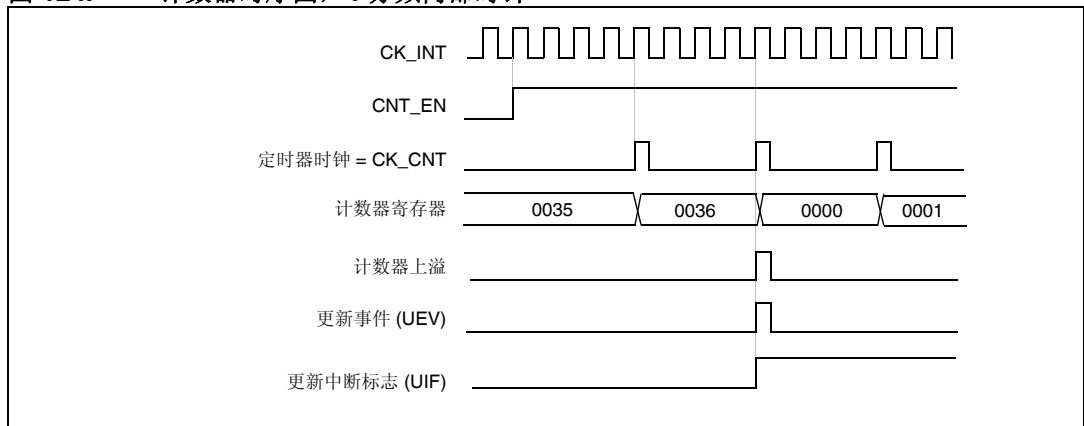 CK_INT
CNT_EN
定时器时钟 = CK_CNT
计数器寄存器 0035 0036 0000 0001
计数器上溢
更新事件 (UEV)
更新中断标志 (UIF)